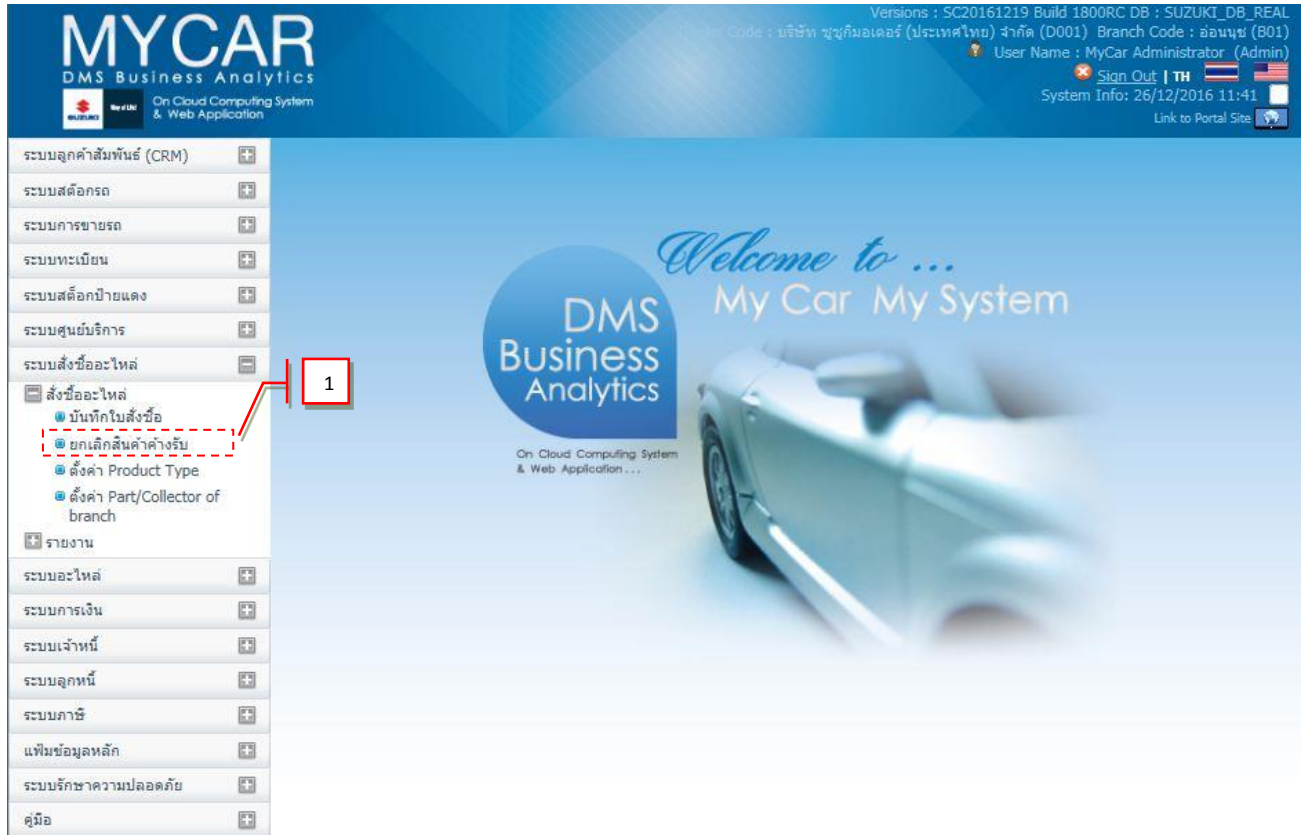 MYCAR
DMS Business Analytics
SUZUKI
Way of Life!
On Cloud Computing System
& Web Application
Versions : SC20161219 Build 1800RC DB : SUZUKI_DB_REAL
Code : บริษัท ซูซูกิมอเตอร์ (ประเทศไทย) จำกัด (D001) Branch Code : อ่อนนุช (B01)
User Name : MyCar Administrator (Admin)
Sign Out | TH
System Info: 26/12/2016 11:41
Link to Portal Site
ระบบลูกค้าสัมพันธ์ (CRM)
ระบบสต๊อกรถ
ระบบการขายรถ
ระบบทะเบียน
ระบบสต็อกป้ายแดง
ระบบศูนย์บริการ
ระบบสั่งซื้ออะไหล่
สั่งซื้ออะไหล่
บันทึกใบสั่งซื้อ
ยกเลิกสินค้าค้างรับ
ตั้งค่า Product Type
ตั้งค่า Part/Collector of
branch
รายงาน
ระบบอะไหล่
ระบบการเงิน
ระบบเจ้าหนี้
ระบบลูกหนี้
ระบบภาษี
แฟ้มข้อมูลหลัก
ระบบรักษาความปลอดภัย
คู่มือ
1
Welcome to ...
My Car My System
DMS
Business
Analytics
On Cloud Computing System
& Web Application ...